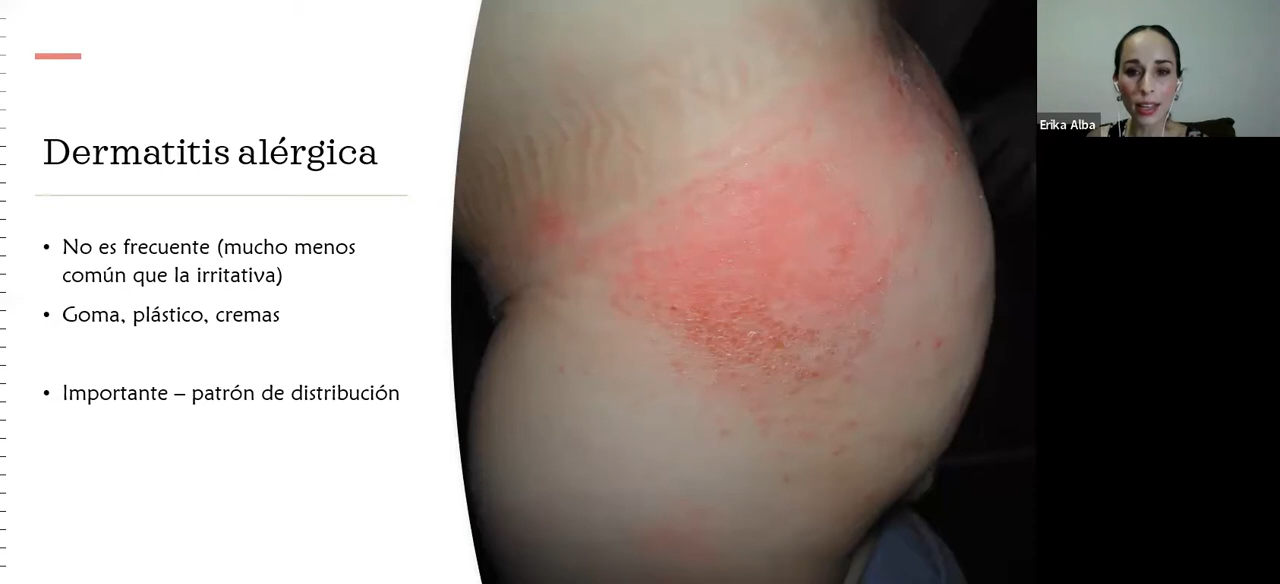 Dermatitis alérgica
• No es frecuente (mucho menos
común que la irritativa)
• Goma, plástico, cremas
• Importante – patrón de distribución
Erika Alba